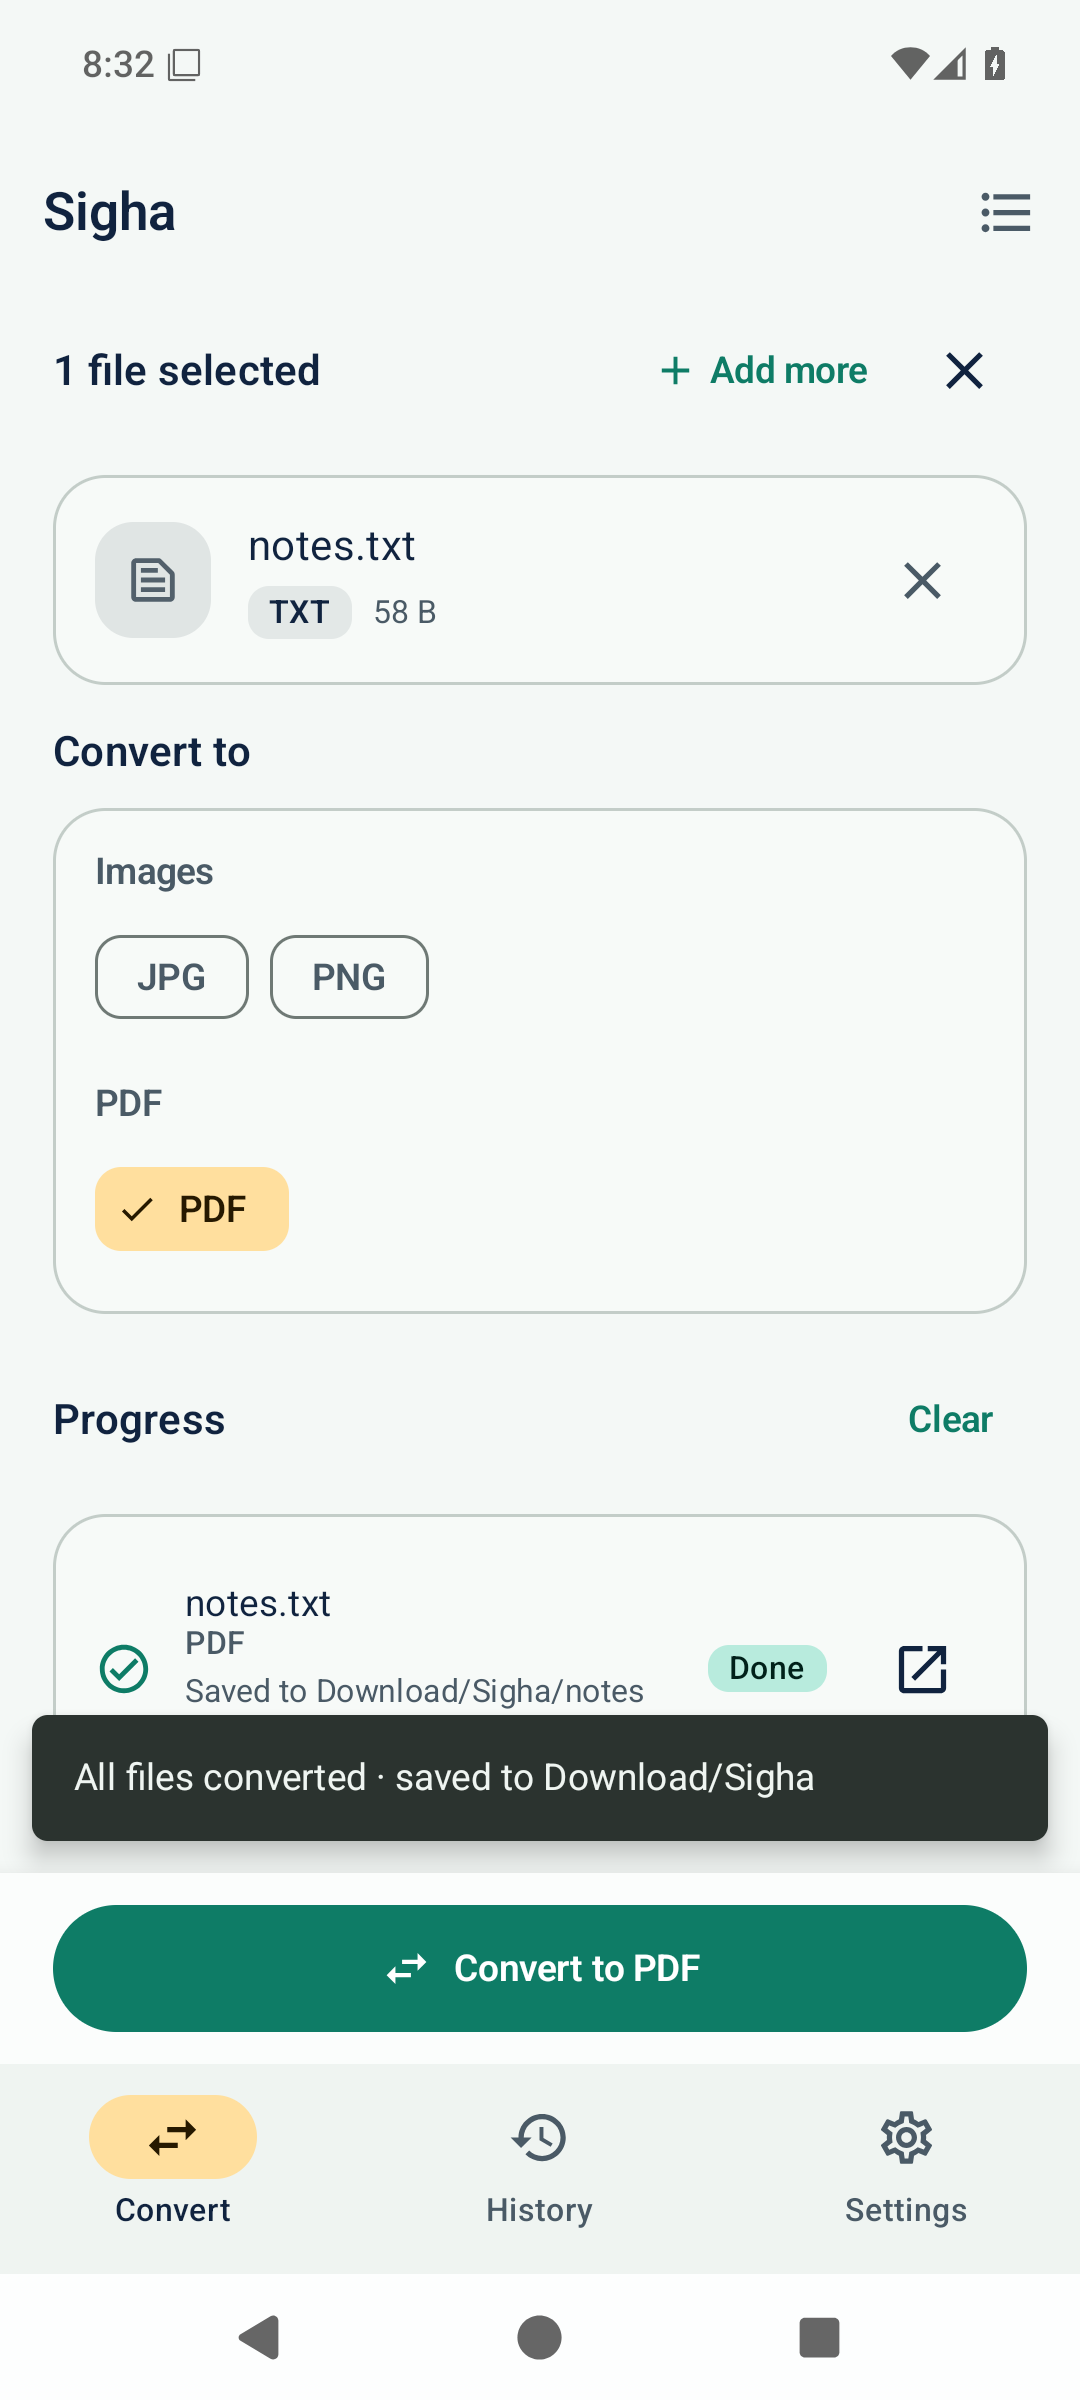 8:32
Sigha
1 file selected
Add more
notes.txt
TXT 58 B
Convert to
Images
JPG PNG
PDF
PDF
Progress
Clear
notes.txt
PDF
Saved to Download/Sigha/notes
Done
All files converted · saved to Download/Sigha
Convert to PDF
Convert History Settings